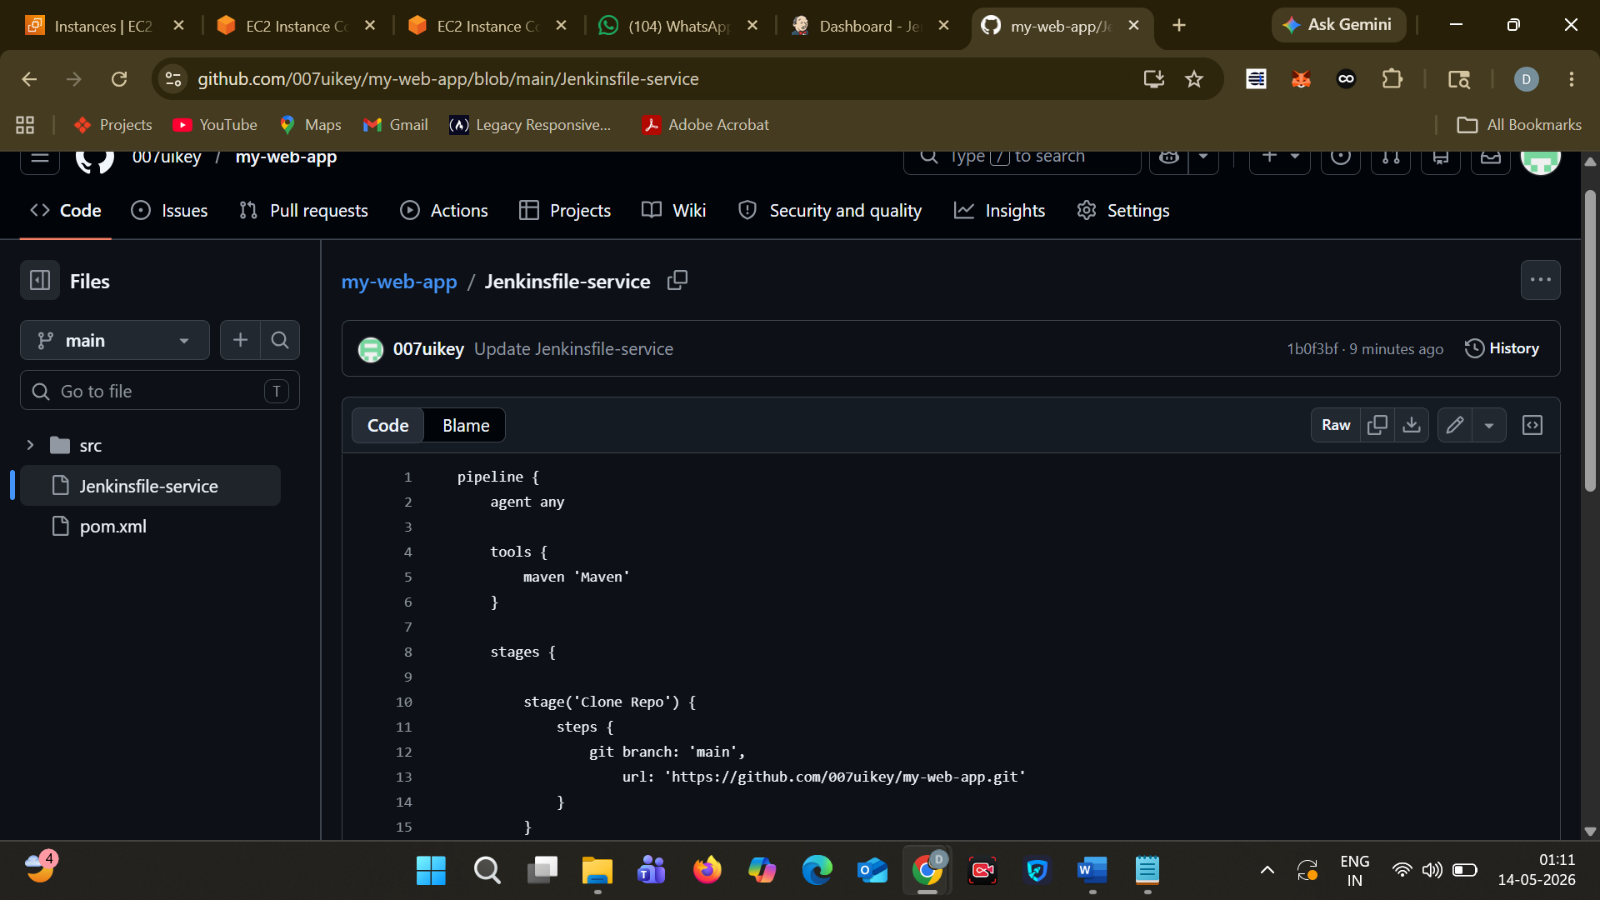 Instances | EC2
EC2 Instance Co
EC2 Instance Co
(104) WhatsApp
Dashboard - Je
my-web-app/Je
Ask Gemini
github.com/007uikey/my-web-app/blob/main/Jenkinsfile-service
D
Projects
YouTube
Maps
Gmail
Legacy Responsive...
Adobe Acrobat
All Bookmarks
007uikey / my-web-app
Type / to search
Code
Issues
Pull requests
Actions
Projects
Wiki
Security and quality
Insights
Settings
Files
my-web-app / Jenkinsfile-service
main
007uikey Update Jenkinsfile-service
1b0f3bf · 9 minutes ago
History
Go to file
T
Code
Blame
Raw
src
Jenkinsfile-service
pom.xml
1 pipeline {
2 agent any
3
4 tools {
5 maven 'Maven'
6 }
7
8 stages {
9
10 stage('Clone Repo') {
11 steps {
12 git branch: 'main',
13 url: 'https://github.com/007uikey/my-web-app.git'
14 }
15 }
4
D
ENG
IN
01:11
14-05-2026